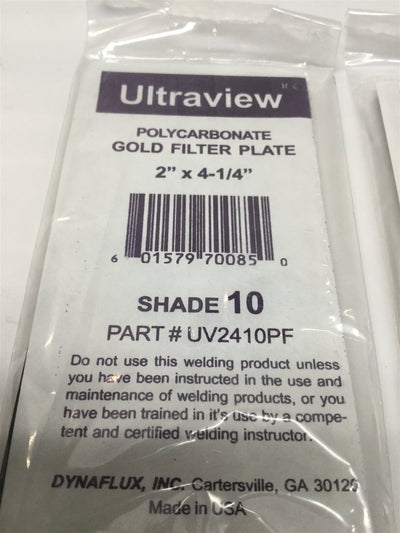 Ultraview
POLYCARBONATE
GOLD FILTER PLATE
2" x 4-1/4"
6 01579 70085 0
SHADE 10
PART # UV2410PF
Do not use this welding product unless
you have been instructed in the use and
maintenance of welding products, or you
have been trained in it's use by a compe-
tent and certified welding instructor.
DYNAFLUX, INC. Cartersville, GA 30120
Made in USA